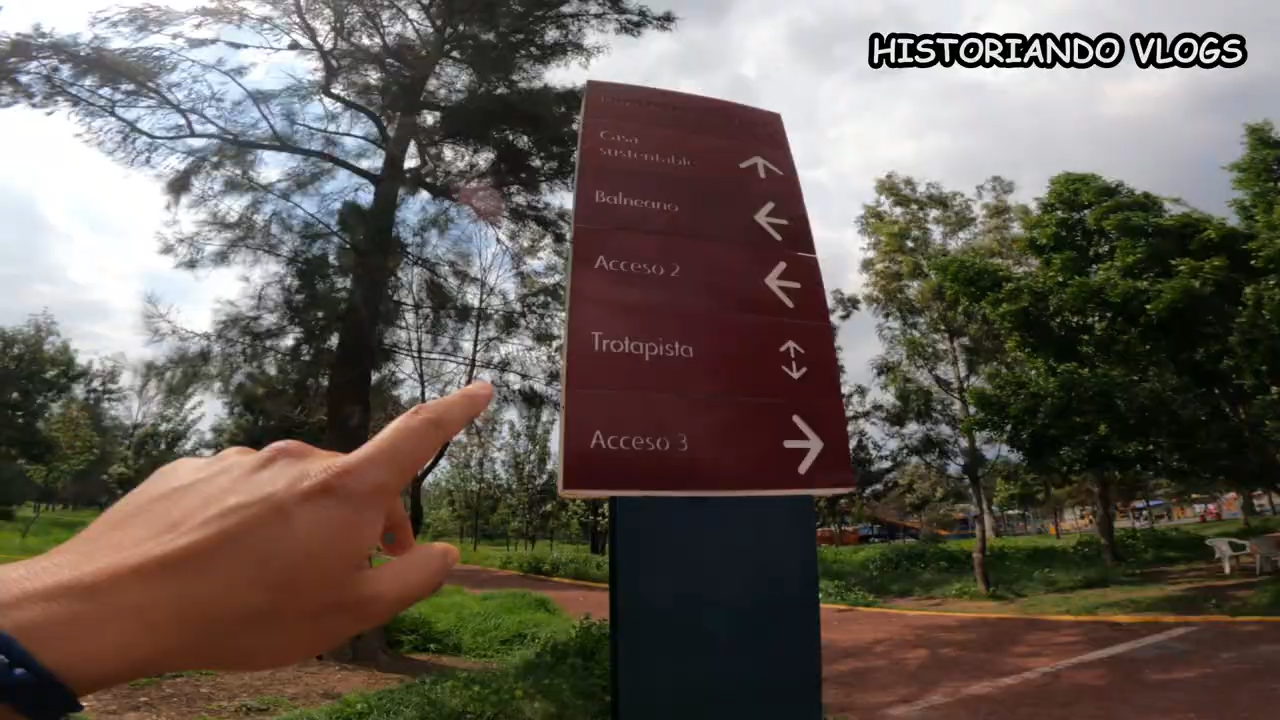 HISTORIANDO VLOGS
Casa
sustentable
Balneario
Acceso 2
Trotapista
Acceso 3